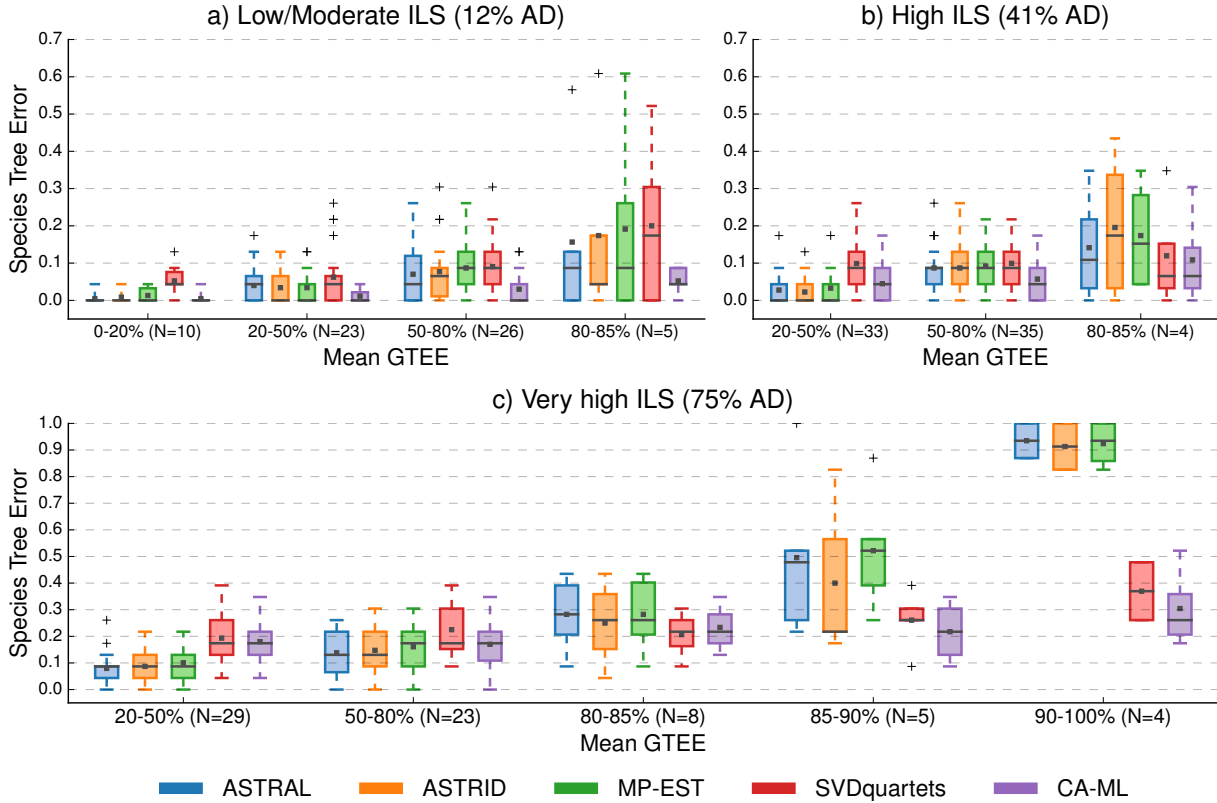 a) Low/Moderate ILS (12% AD)
b) High ILS (41% AD)
Species Tree Error
0.7
0.6
0.5
0.4
0.3
0.2
0.1
0.0
0-20% (N=10)
20-50% (N=23)
50-80% (N=26)
80-85% (N=5)
Mean GTEE
0.7
0.6
0.5
0.4
0.3
0.2
0.1
0.0
20-50% (N=33)
50-80% (N=35)
80-85% (N=4)
Mean GTEE
c) Very high ILS (75% AD)
Species Tree Error
1.0
0.9
0.8
0.7
0.6
0.5
0.4
0.3
0.2
0.1
0.0
20-50% (N=29)
50-80% (N=23)
80-85% (N=8)
85-90% (N=5)
90-100% (N=4)
Mean GTEE
ASTRAL
ASTRID
MP-EST
SVDquartets
CA-ML